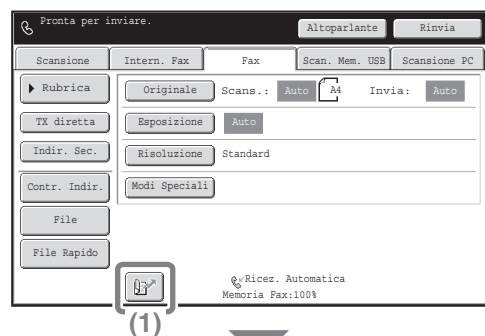 Pronta per inviare.
Altoparlante Rinvia
Scansione Intern. Fax Fax Scan. Mem. USB Scansione PC
Rubrica Originale Scans.: Auto A4 Invia: Auto
TX diretta Esposizione Auto
Indir. Sec. Risoluzione Standard
Contr. Indir. Modi Speciali
File
File Rapido
Ricez. Automatica
Memoria Fax:100%
(1)